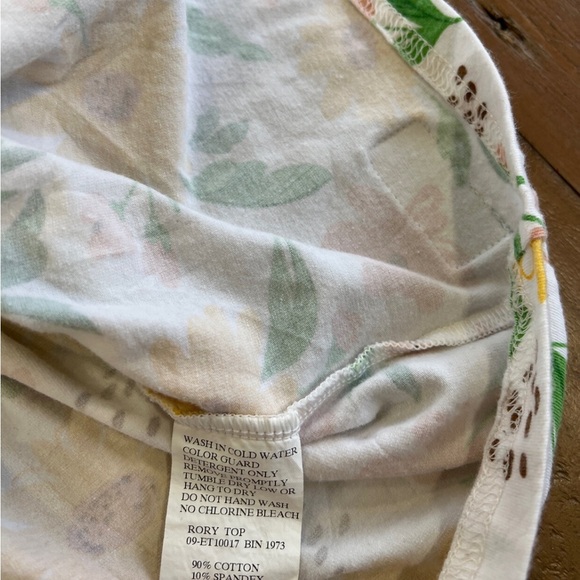 WASH IN COLD WATER
COLOR GUARD
DETERGENT ONLY
REMOVE PROMPTLY
TUMBLE DRY LOW OR
HANG TO DRY
DO NOT HAND WASH
NO CHLORINE BLEACH
RORY TOP
09-ET10017 BIN 1973
90% COTTON
10% SPANDEX